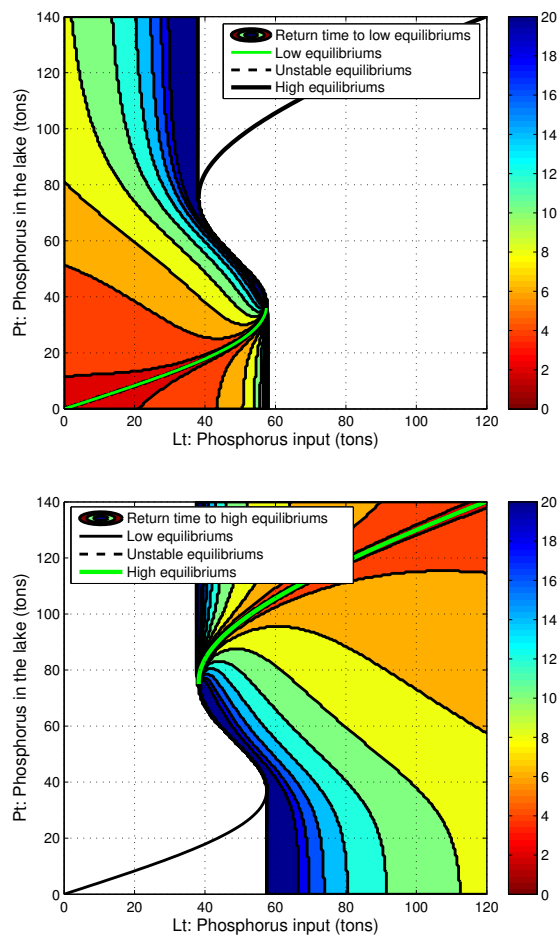 140
120
100
80
60
40
20
0
Pt: Phosphorus in the lake (tons)
Return time to low equilibriums
Low equilibriums
Unstable equilibriums
High equilibriums
0 20 40 60 80 100 120
Lt: Phosphorus input (tons)
20
18
16
14
12
10
8
6
4
2
0
140
120
100
80
60
40
20
0
Pt: Phosphorus in the lake (tons)
Return time to high equilibriums
Low equilibriums
Unstable equilibriums
High equilibriums
0 20 40 60 80 100 120
Lt: Phosphorus input (tons)
20
18
16
14
12
10
8
6
4
2
0